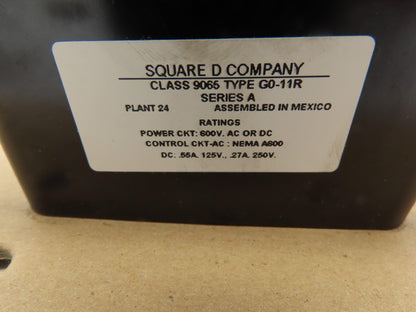 SQUARE D COMPANY
CLASS 9065 TYPE GO-11R
SERIES A
PLANT 24 ASSEMBLED IN MEXICO
RATINGS
POWER CKT: 600V. AC OR DC
CONTROL CKT-AC : NEMA A600
DC: .55A. 125V., .27A. 250V.